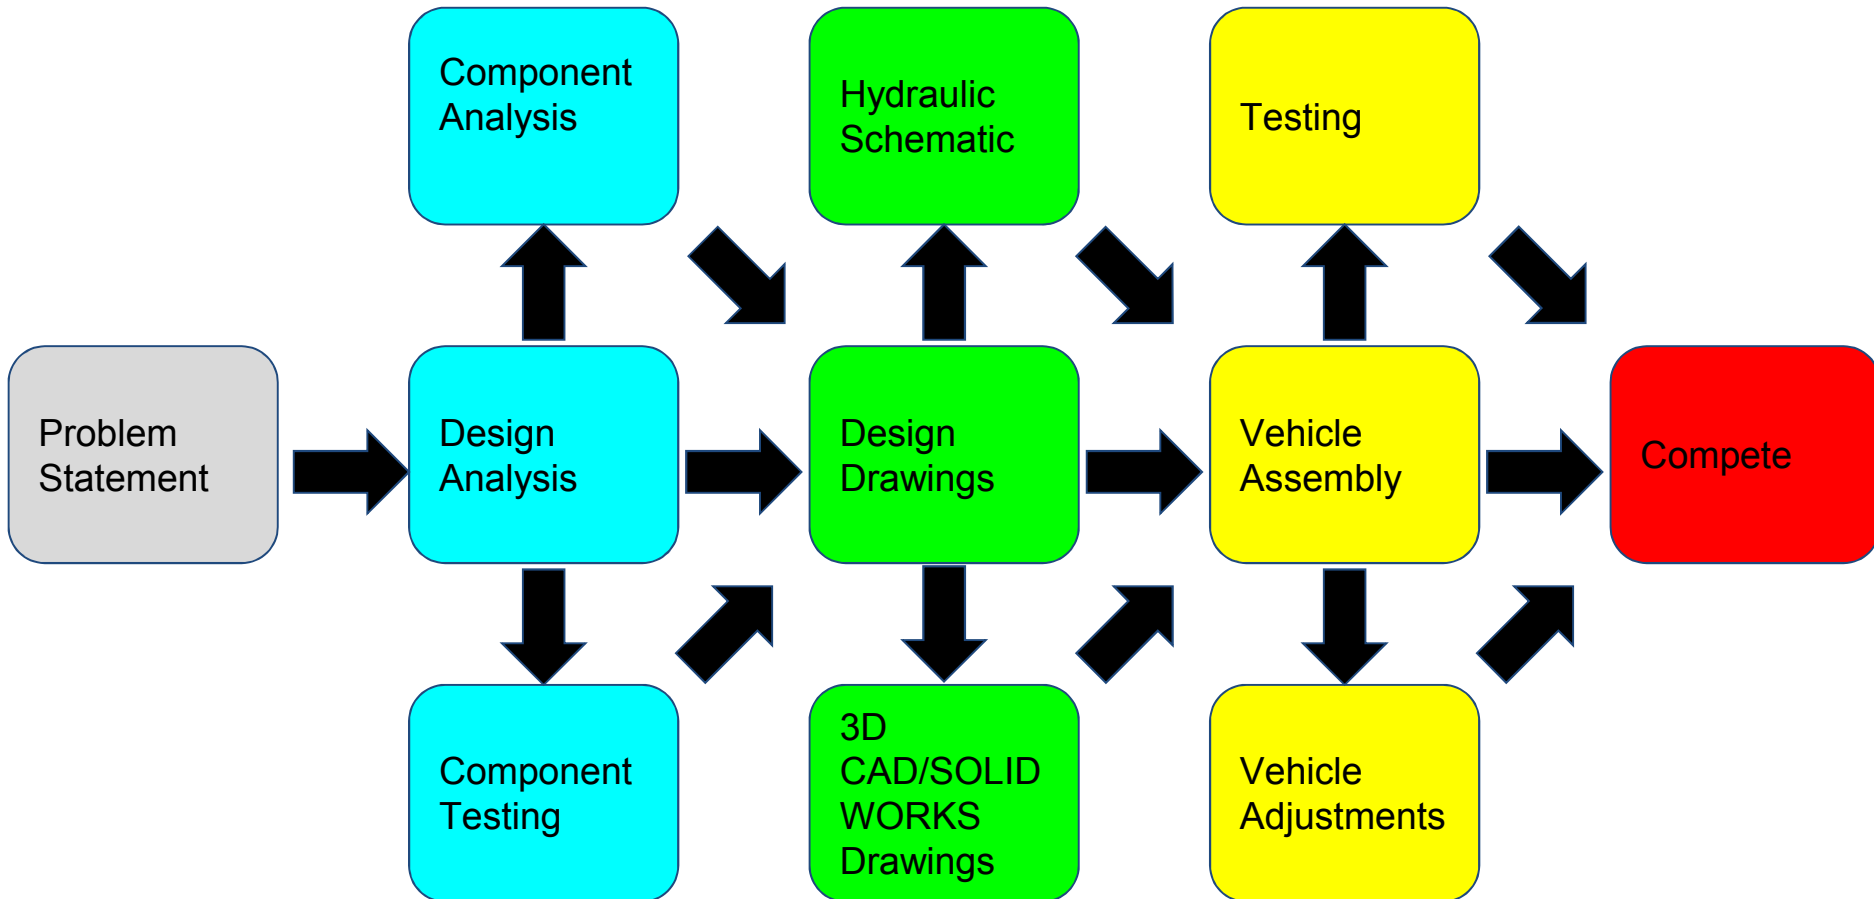 Component
Analysis
Hydraulic
Schematic
Testing
Problem
Statement
Design
Analysis
Design
Drawings
Vehicle
Assembly
Compete
Component
Testing
3D
CAD/SOLID
WORKS
Drawings
Vehicle
Adjustments